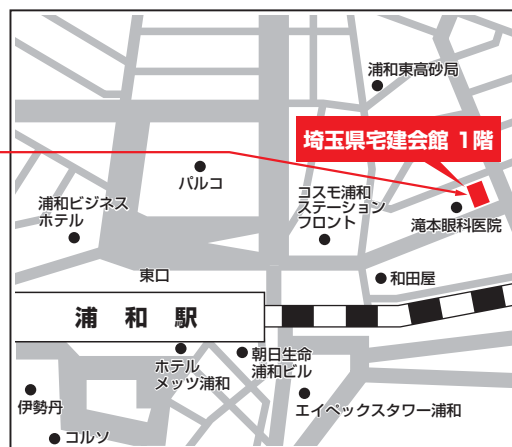 浦和東高砂局
埼玉県宅建会館 1階
パルコ
コスモ浦和
ステーション
フロント
滝本眼科医院
浦和ビジネス
ホテル
東口
和田屋
浦和駅
ホテル
メッツ浦和
朝日生命
浦和ビル
伊勢丹
エイペックスタワー浦和
コルソ